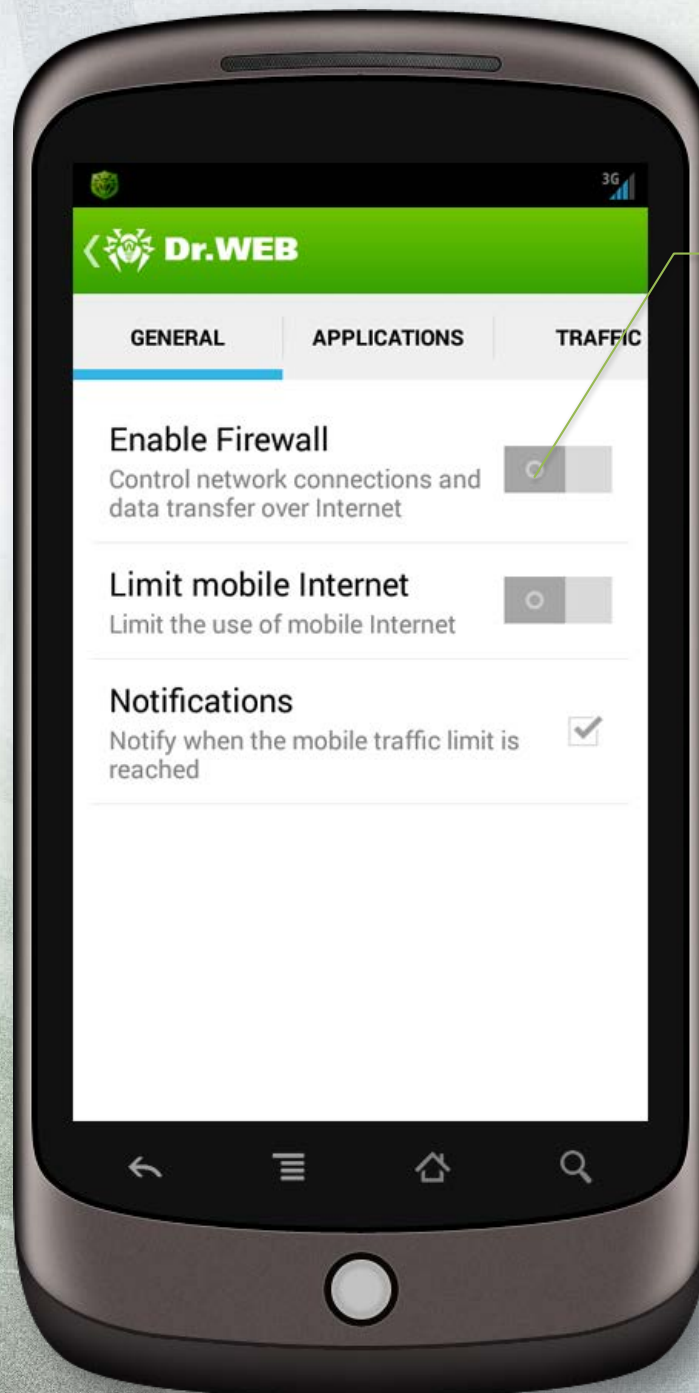 3G
Dr.WEB
GENERAL APPLICATIONS TRAFFIC
Enable Firewall
Control network connections and
data transfer over Internet
Limit mobile Internet
Limit the use of mobile Internet
Notifications
Notify when the mobile traffic limit is
reached